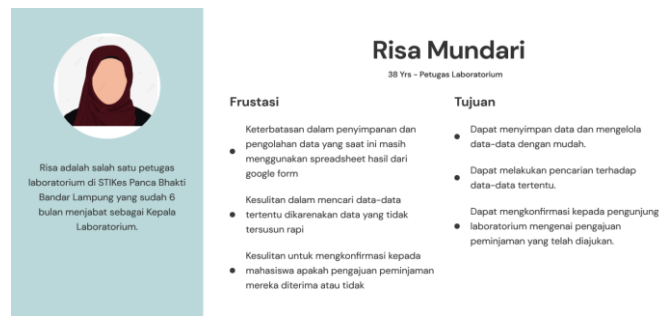 Risa Mundari
38 Yrs - Petugas Laboratorium
Risa adalah salah satu petugas
laboratorium di STIKes Panca Bhakti
Bandar Lampung yang sudah 6
bulan menjabat sebagai Kepala
Laboratorium.
Frustasi
Keterbatasan dalam penyimpanan dan
pengolahan data yang saat ini masih
menggunakan spreadsheet hasil dari
google form
Kesulitan dalam mencari data-data
tertentu dikarenakan data yang tidak
tersusun rapi
Kesulitan untuk mengkonfirmasi kepada
mahasiswa apakah pengajuan peminjaman
mereka diterima atau tidak
Tujuan
Dapat menyimpan data dan mengelola
data-data dengan mudah.
Dapat melakukan pencarian terhadap
data-data tertentu.
Dapat mengkonfirmasi kepada pengunjung
laboratorium mengenai pengajuan
peminjaman yang telah diajukan.